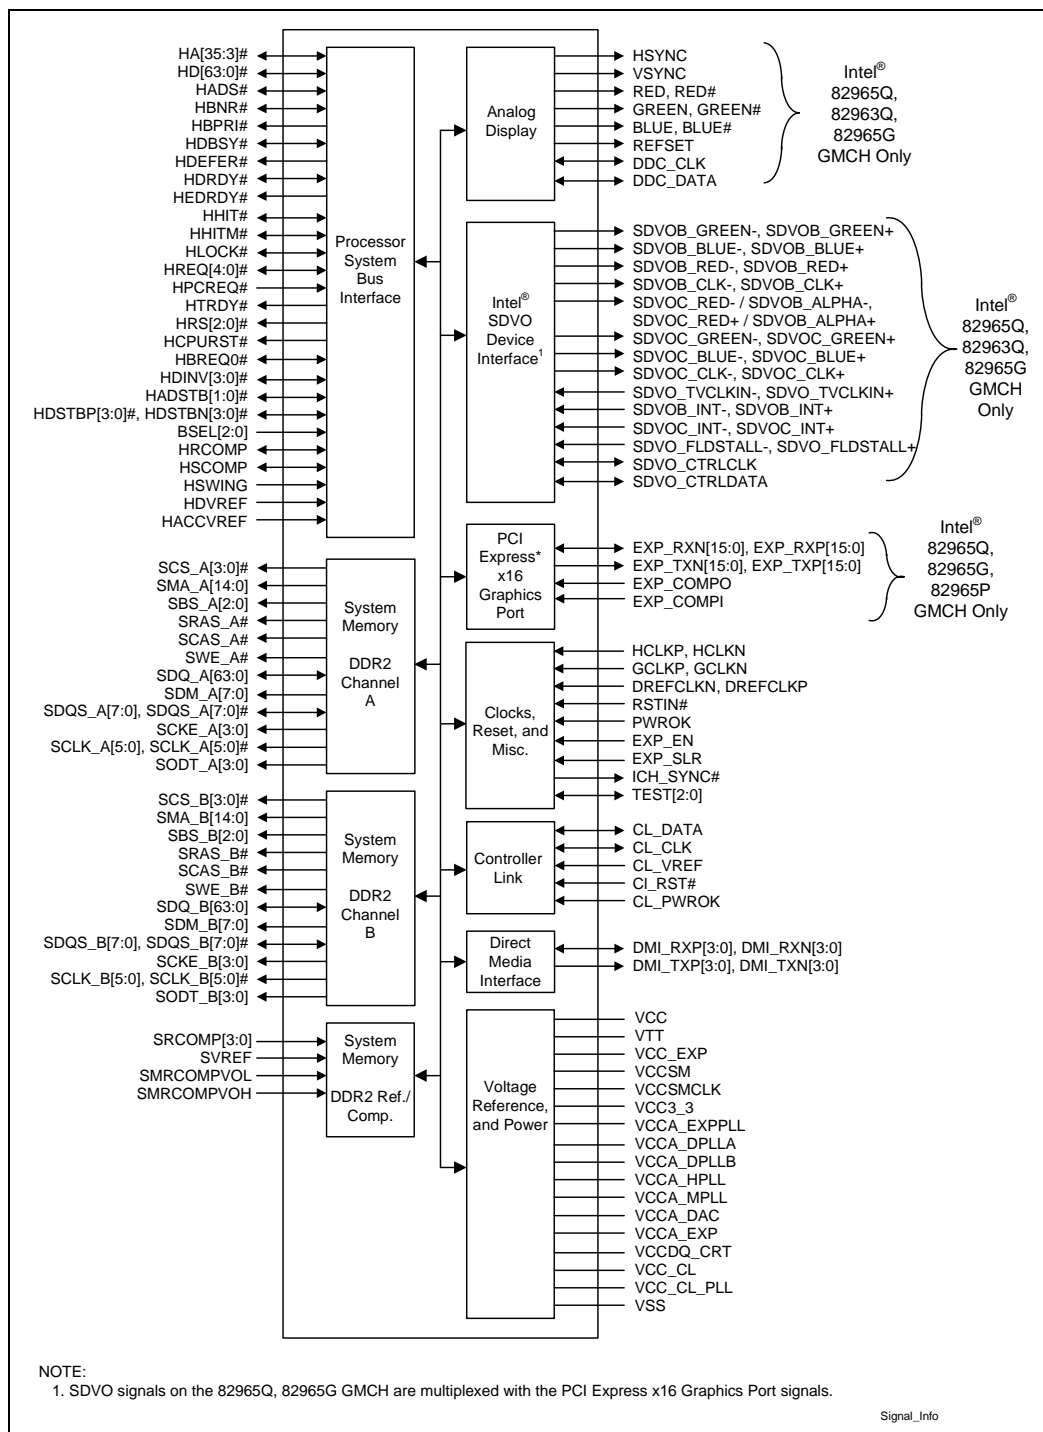 HA[35:3]#
HD[63:0]#
HADS#
HBNR#
HBPRI#
HDBSY#
HDEFER#
HDRDY#
HEDRDY#
HHIT#
HHITM#
HLOCK#
HREQ[4:0]#
HPCREQ#
HTRDY#
HRS[2:0]#
HCPURST#
HBREQ0#
HDINV[3:0]#
HADSTB[1:0]#
HDSTBP[3:0]#, HDSTBN[3:0]#
BSEL[2:0]
HRCOMP
HSCOMP
HSWING
HDVREF
HACCVREF
Processor
System
Bus
Interface
SCS_A[3:0]#
SMA_A[14:0]
SBS_A[2:0]
SRAS_A#
SCAS_A#
SWE_A#
SDQ_A[63:0]
SDM_A[7:0]
SDQS_A[7:0], SDQS_A[7:0]#
SCKE_A[3:0]
SCLK_A[5:0], SCLK_A[5:0]#
SODT_A[3:0]
System
Memory
DDR2
Channel
A
SCS_B[3:0]#
SMA_B[14:0]
SBS_B[2:0]
SRAS_B#
SCAS_B#
SWE_B#
SDQ_B[63:0]
SDM_B[7:0]
SDQS_B[7:0], SDQS_B[7:0]#
SCKE_B[3:0]
SCLK_B[5:0], SCLK_B[5:0]#
SODT_B[3:0]
System
Memory
DDR2
Channel
B
SRCOMP[3:0]
SVREF
SMRCOMPVOL
SMRCOMPVOH
System
Memory
DDR2 Ref./
Comp.
Analog
Display
HSYNC
VSYNC
RED, RED#
GREEN, GREEN#
BLUE, BLUE#
REFSET
DDC_CLK
DDC_DATA
Intel®
82965Q,
82963Q,
82965G
GMCH Only
Intel®
SDVO
Device
Interface1
SDVOB_GREEN-, SDVOB_GREEN+
SDVOB_BLUE-, SDVOB_BLUE+
SDVOB_RED-, SDVOB_RED+
SDVOB_CLK-, SDVOB_CLK+
SDVOC_RED- / SDVOB_ALPHA-,
SDVOC_RED+ / SDVOB_ALPHA+
SDVOC_GREEN-, SDVOC_GREEN+
SDVOC_BLUE-, SDVOC_BLUE+
SDVOC_CLK-, SDVOC_CLK+
SDVO_TVCLKIN-, SDVO_TVCLKIN+
SDVOB_INT-, SDVOB_INT+
SDVOC_INT-, SDVOC_INT+
SDVO_FLDSTALL-, SDVO_FLDSTALL+
SDVO_CTRLCLK
SDVO_CTRLDATA
Intel®
82965Q,
82963Q,
82965G
GMCH
Only
PCI
Express*
x16
Graphics
Port
EXP_RXN[15:0], EXP_RXP[15:0]
EXP_TXN[15:0], EXP_TXP[15:0]
EXP_COMPO
EXP_COMPI
Intel®
82965Q,
82965G,
82965P
GMCH Only
Clocks,
Reset, and
Misc.
HCLKP, HCLKN
GCLKP, GCLKN
DREFCLKN, DREFCLKP
RSTIN#
PWROK
EXP_EN
EXP_SLR
ICH_SYNC#
TEST[2:0]
Controller
Link
CL_DATA
CL_CLK
CL_VREF
Cl_RST#
CL_PWROK
Direct
Media
Interface
DMI_RXP[3:0], DMI_RXN[3:0]
DMI_TXP[3:0], DMI_TXN[3:0]
Voltage
Reference,
and Power
VCC
VTT
VCC_EXP
VCCSM
VCCSMCLK
VCC3_3
VCCA_EXPPLL
VCCA_DPLLA
VCCA_DPLLB
VCCA_HPLL
VCCA_MPLL
VCCA_DAC
VCCA_EXP
VCCDQ_CRT
VCC_CL
VCC_CL_PLL
VSS
NOTE:
1. SDVO signals on the 82965Q, 82965G GMCH are multiplexed with the PCI Express x16 Graphics Port signals.
Signal_Info